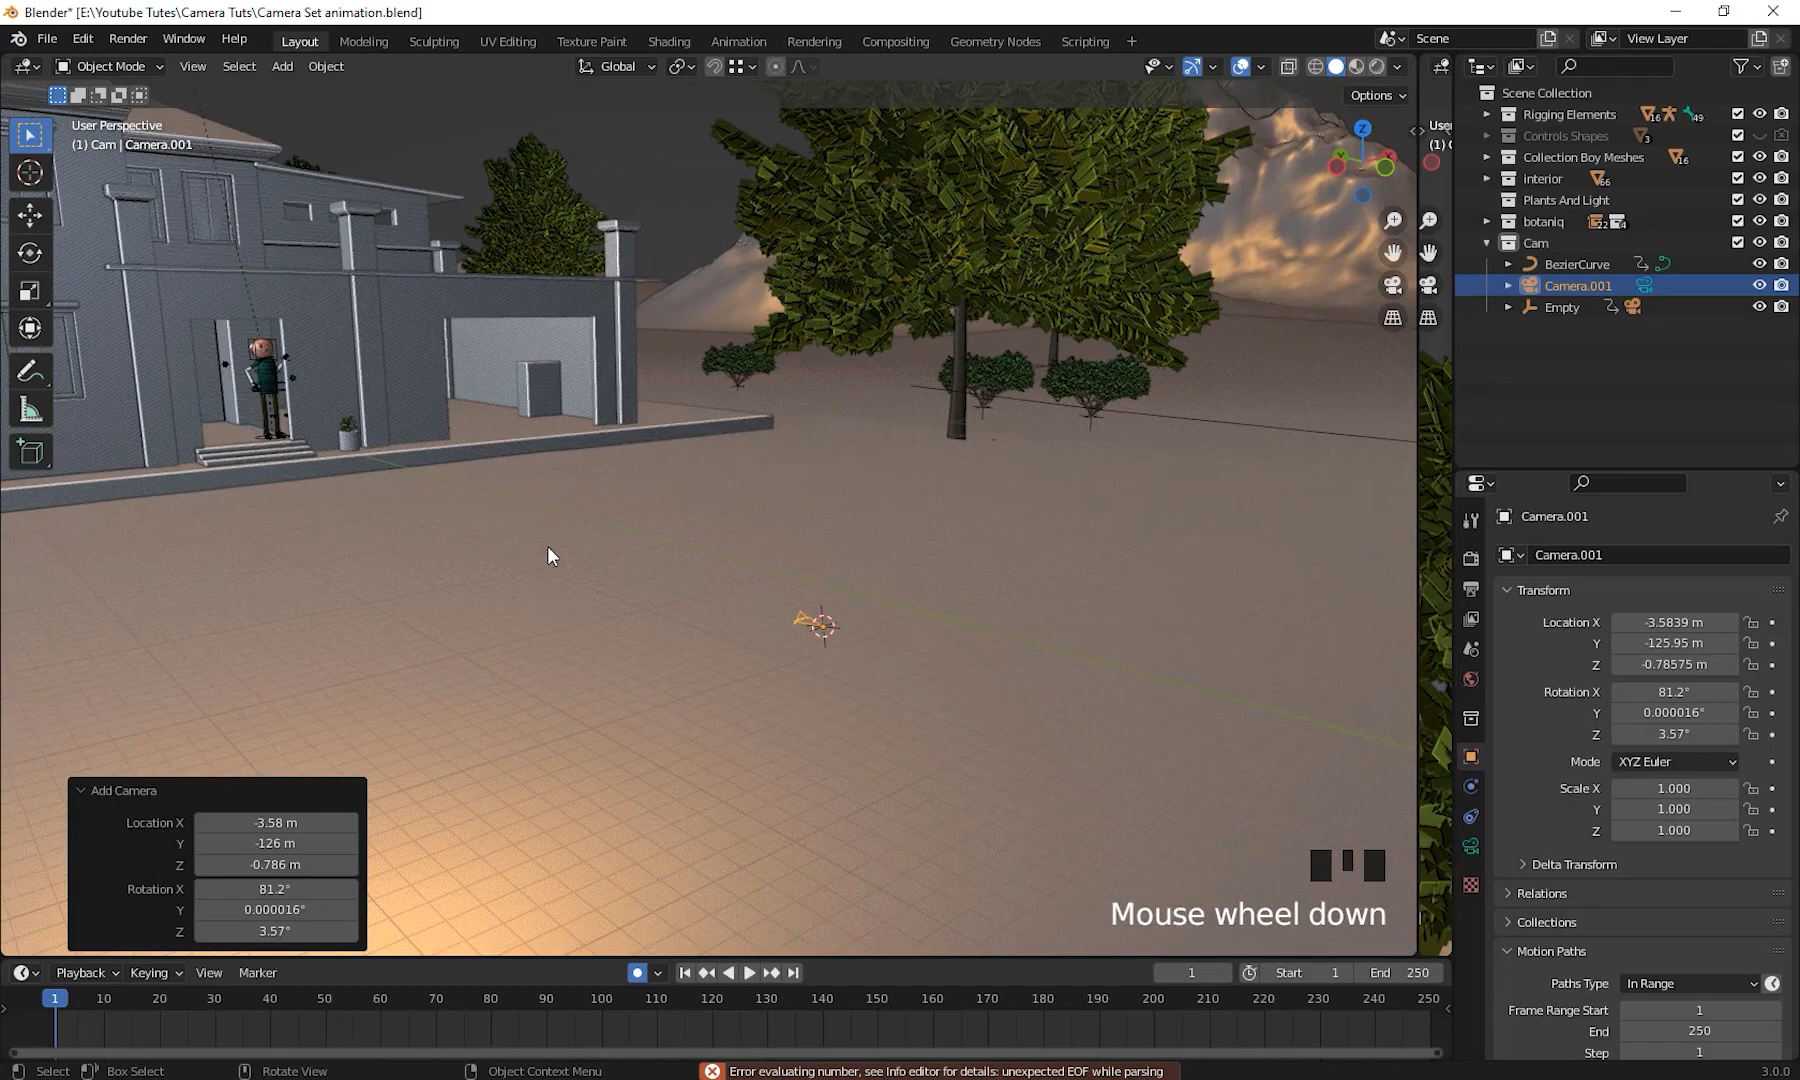 Blender* [E:\Youtube Tutes\Camera Tuts\Camera Set animation.blend]
File Edit Render Window Help Layout Modeling Sculpting UV Editing Texture Paint Shading Animation Rendering Compositing Geometry Nodes Scripting + Scene View Layer
Object Mode View Select Add Object Global
Options
User Perspective
(1) Cam | Camera.001
Z
Use
(1) C
Scene Collection
Rigging Elements 16 49
Controls Shapes 3
Collection Boy Meshes 16
interior 66
Plants And Light
botaniq 22 4
Cam
BezierCurve
Camera.001
Empty
Camera.001
Camera.001
Transform
Location X -3.5839 m
Y -125.95 m
Z -0.78575 m
Rotation X 81.2°
Y 0.000016°
Z 3.57°
Mode XYZ Euler
Scale X 1.000
Y 1.000
Z 1.000
Delta Transform
Relations
Collections
Motion Paths
Paths Type In Range
Frame Range Start 1
End 250
Step 1
Add Camera
Location X -3.58 m
Y -126 m
Z -0.786 m
Rotation X 81.2°
Y 0.000016°
Z 3.57°
Mouse wheel down
Playback Keying View Marker 1 Start 1 End 250
1 10 20 30 40 50 60 70 80 90 100 110 120 130 140 150 160 170 180 190 200 210 220 230 240 250
Select Box Select Rotate View Object Context Menu Error evaluating number, see Info editor for details: unexpected EOF while parsing 3.0.0